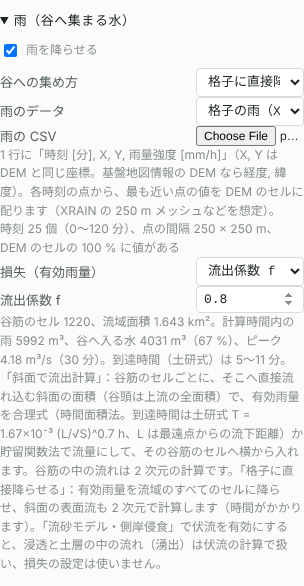 ▼ 雨（谷へ集まる水）
雨を降らせる
谷への集め方
格子に直接降
雨のデータ
格子の雨（X
雨の CSV
Choose File p…
1 行に「時刻 [分], X, Y, 雨量強度 [mm/h]」（X, Y は
DEM と同じ座標。基盤地図情報の DEM なら経度, 緯
度）。各時刻の点から、最も近い点の値を DEM のセルに
配ります（XRAIN の 250 m メッシュなどを想定）。
時刻 25 個（0〜120 分）、点の間隔 250 × 250 m、
DEM のセルの 100 % に値がある
損失（有効雨量）
流出係数 f
流出係数 f
0.8
谷筋のセル 1220、流域面積 1.643 km²。計算時間内の
雨 5992 m³、谷へ入る水 4031 m³（67 %）、ピーク
4.18 m³/s（30 分）。到達時間（土研式）は 5〜11 分。
「斜面で流出計算」：谷筋のセルごとに、そこへ直接流
れ込む斜面の面積（谷頭は上流の全面積）で、有効雨量
を合理式（時間面積法。到達時間は土研式 T =
1.67×10⁻³ (L/√S)^0.7 h、L は最遠点からの流下距離）か
貯留関数法で流量にして、その谷筋のセルへ横から入れ
ます。谷筋の中の流れは 2 次元の計算です。「格子に直
接降らせる」：有効雨量を流域のすべてのセルに降ら
せ、斜面の表面流も 2 次元で計算します（時間がかかり
ます）。「流砂モデル・側岸侵食」で伏流を有効にする
と、浸透と土層の中の流れ（湧出）は伏流の計算で扱
い、損失の設定は使いません。